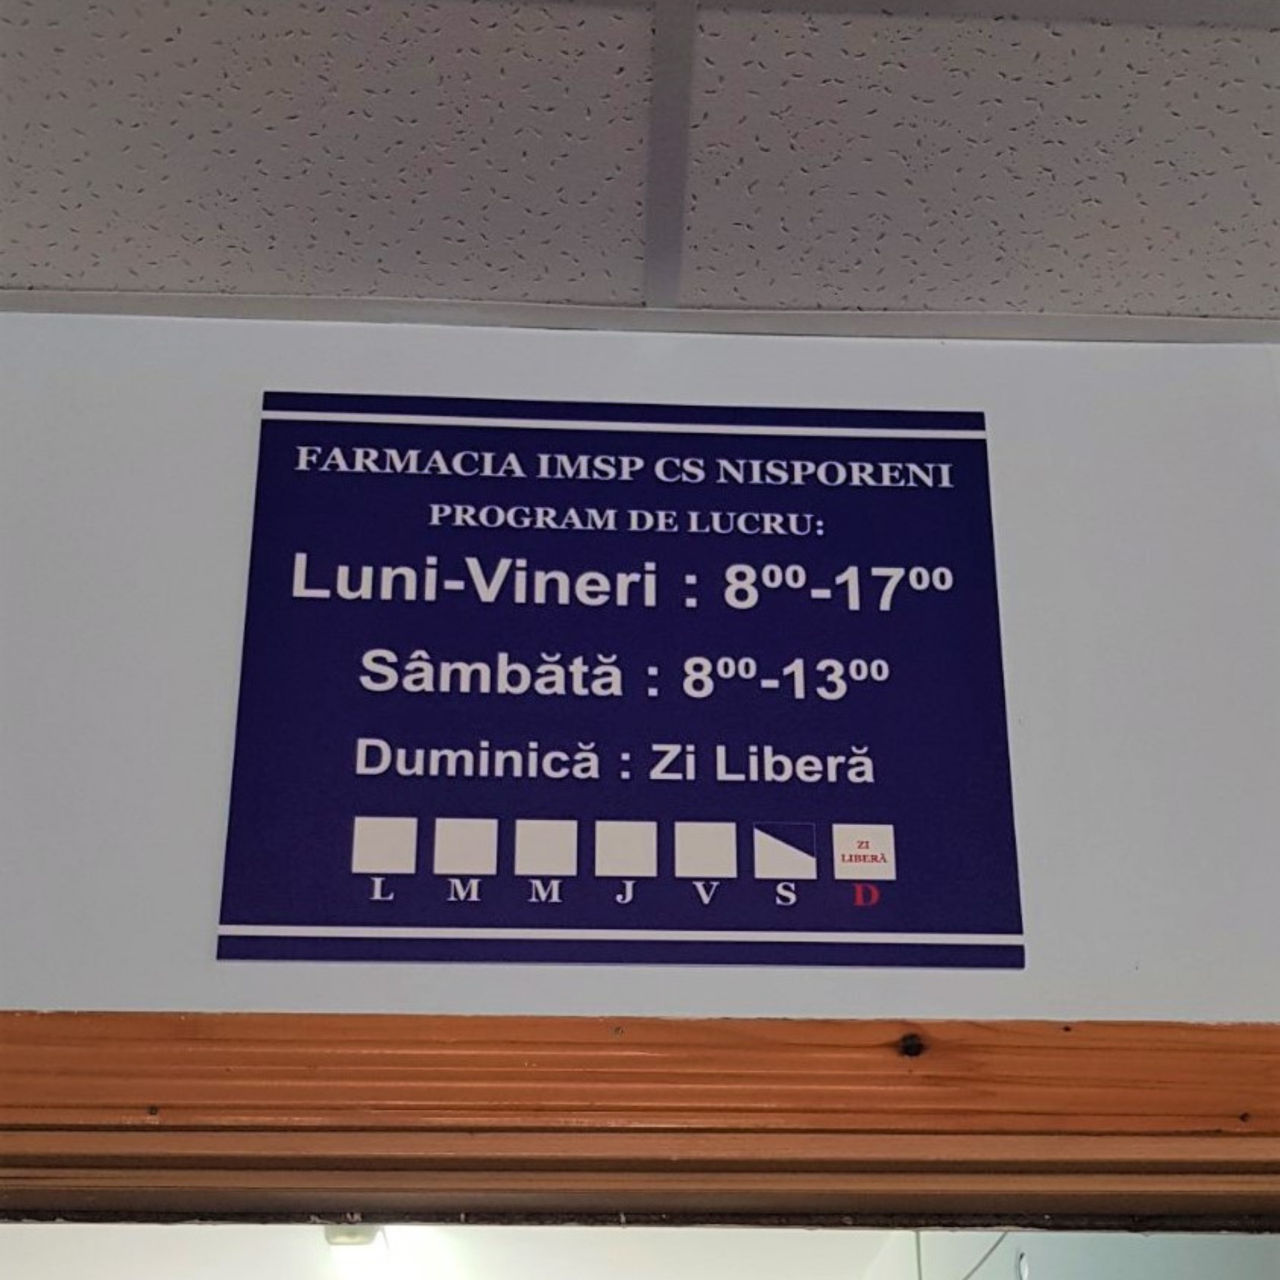 FARMACIA IMSP CS NISPORENI
PROGRAM DE LUCRU:
Luni-Vineri : 8⁰⁰-17⁰⁰
Sâmbătă : 8⁰⁰-13⁰⁰
Duminică : Zi Liberă
ZI
LIBERĂ
L M M J V S D